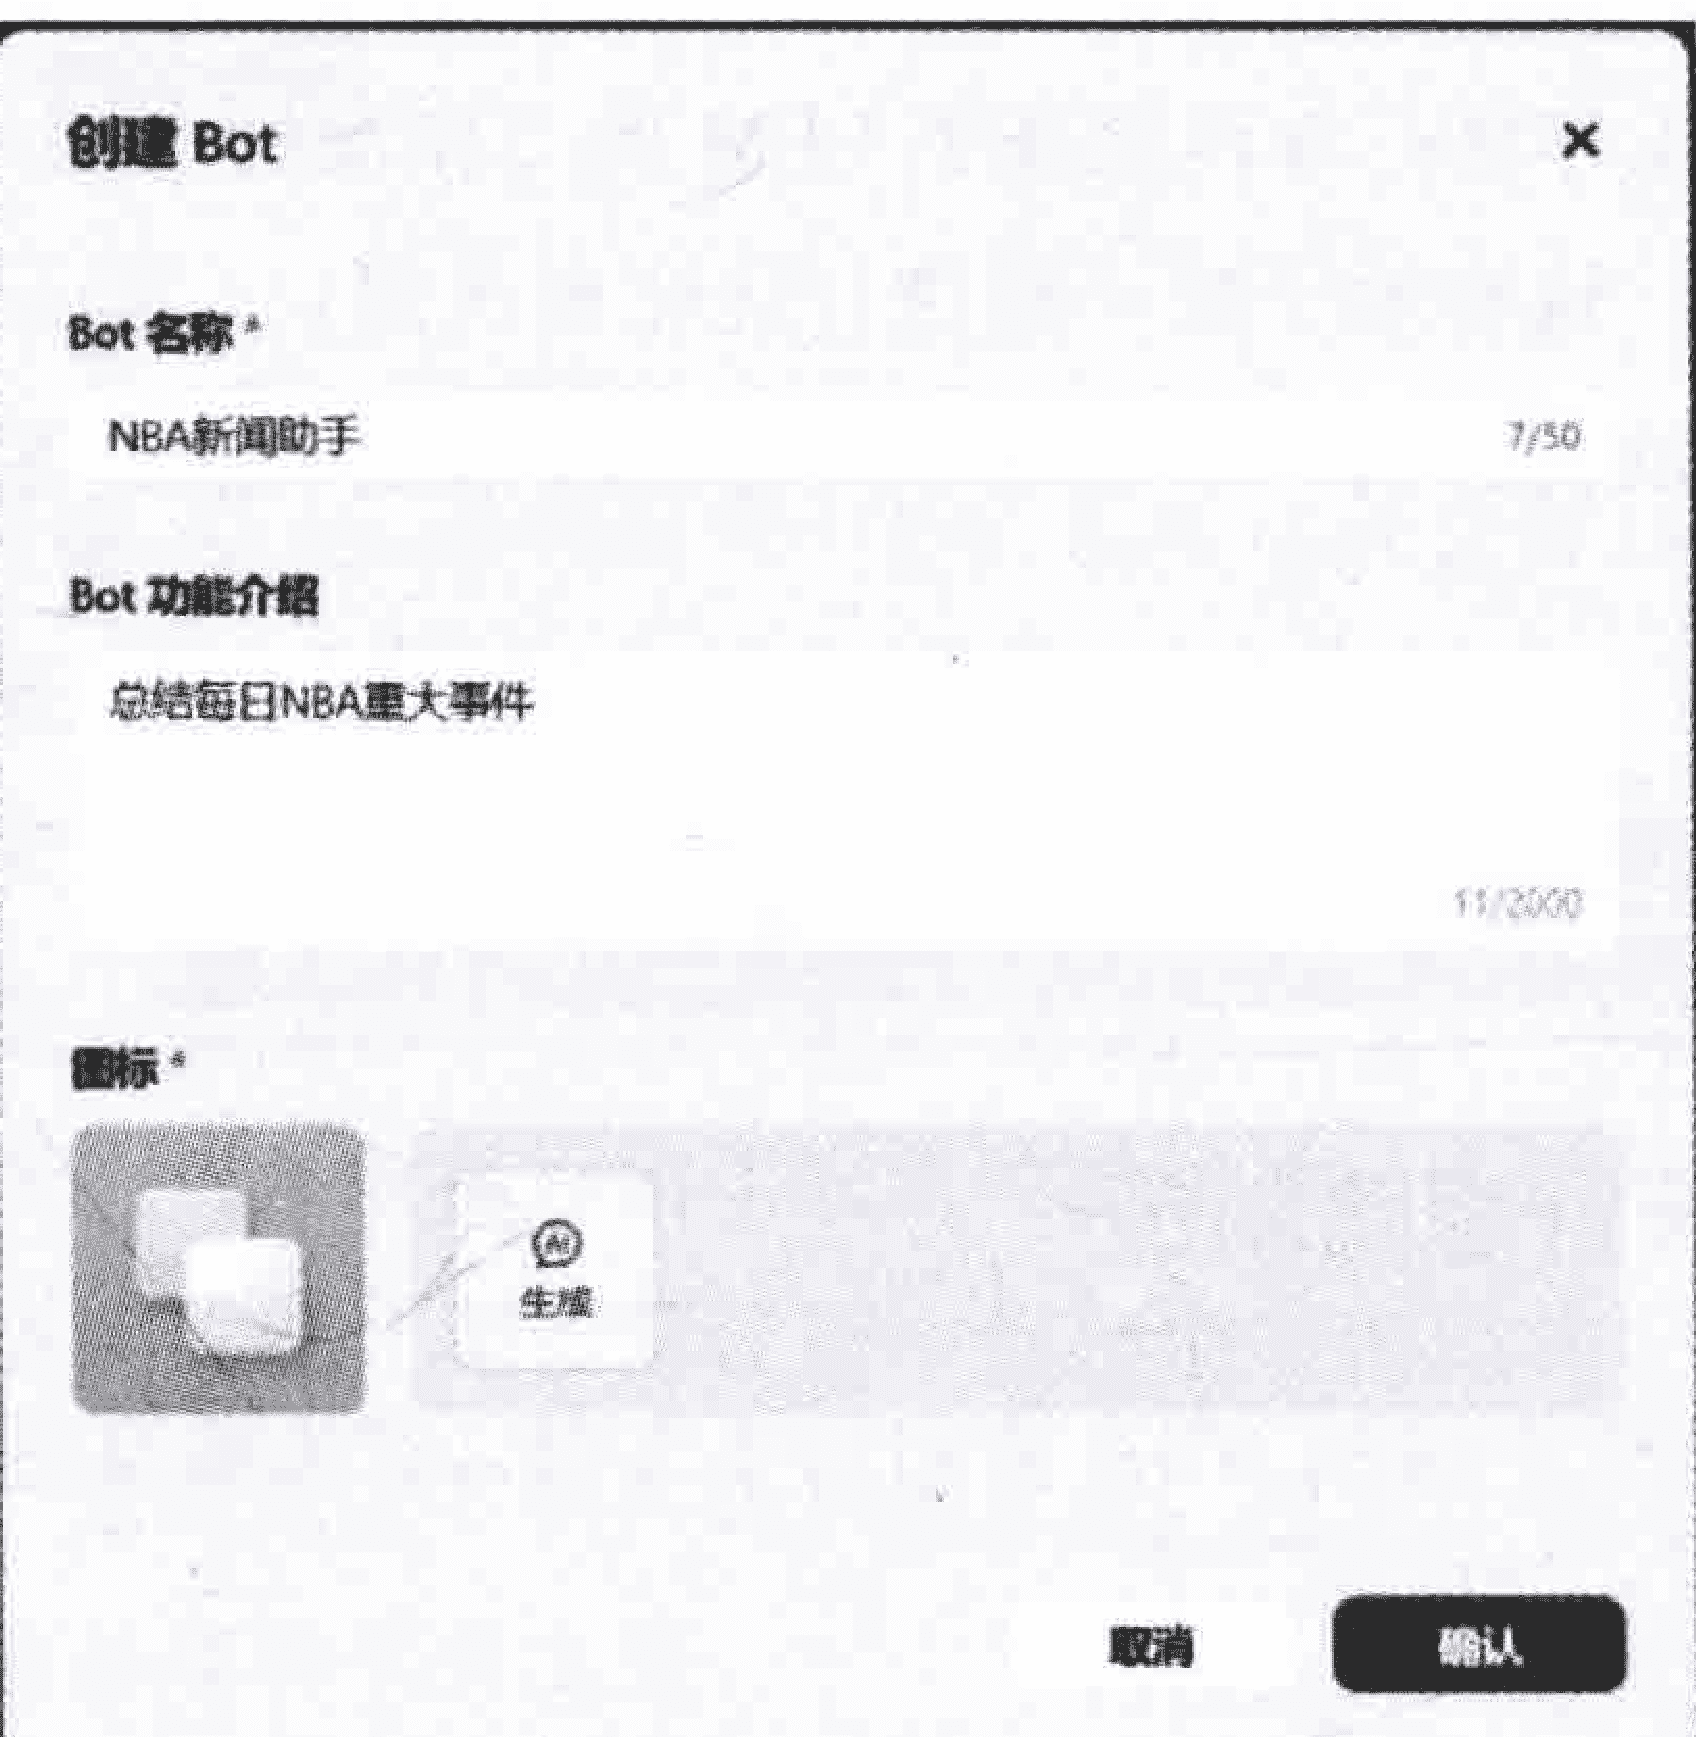 创建 Bot
Bot 名称 *
NBA新闻助手
7/50
Bot 功能介绍
总结每日NBA重大事件
11/2000
图标 *
AI
生成
取消
确认